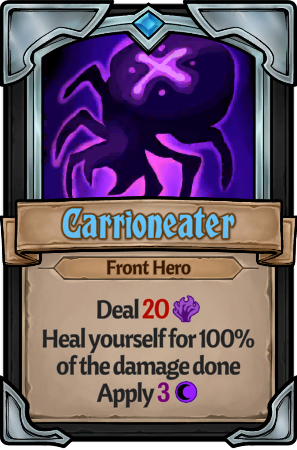 Carrioneater
Front Hero
Deal 20
Heal yourself for 100%
of the damage done
Apply 3